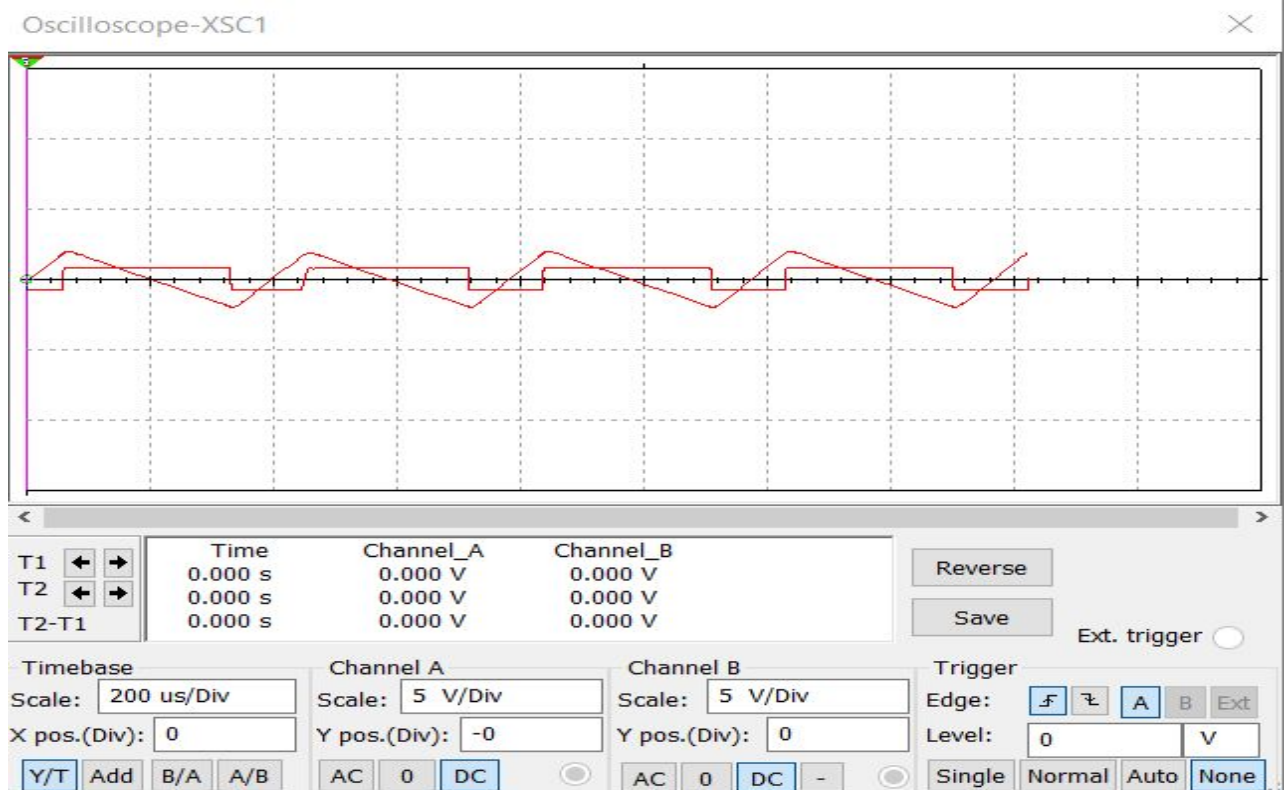 Oscilloscope-XSC1
Time Channel_A Channel_B
T1 0.000 s 0.000 V 0.000 V
T2 0.000 s 0.000 V 0.000 V
T2-T1 0.000 s 0.000 V 0.000 V
Reverse
Save
Ext. trigger
Timebase
Scale: 200 us/Div
X pos.(Div): 0
Y/T Add B/A A/B
Channel A
Scale: 5 V/Div
Y pos.(Div): -0
AC 0 DC
Channel B
Scale: 5 V/Div
Y pos.(Div): 0
AC 0 DC -
Trigger
Edge: A B Ext
Level: 0 V
Single Normal Auto None